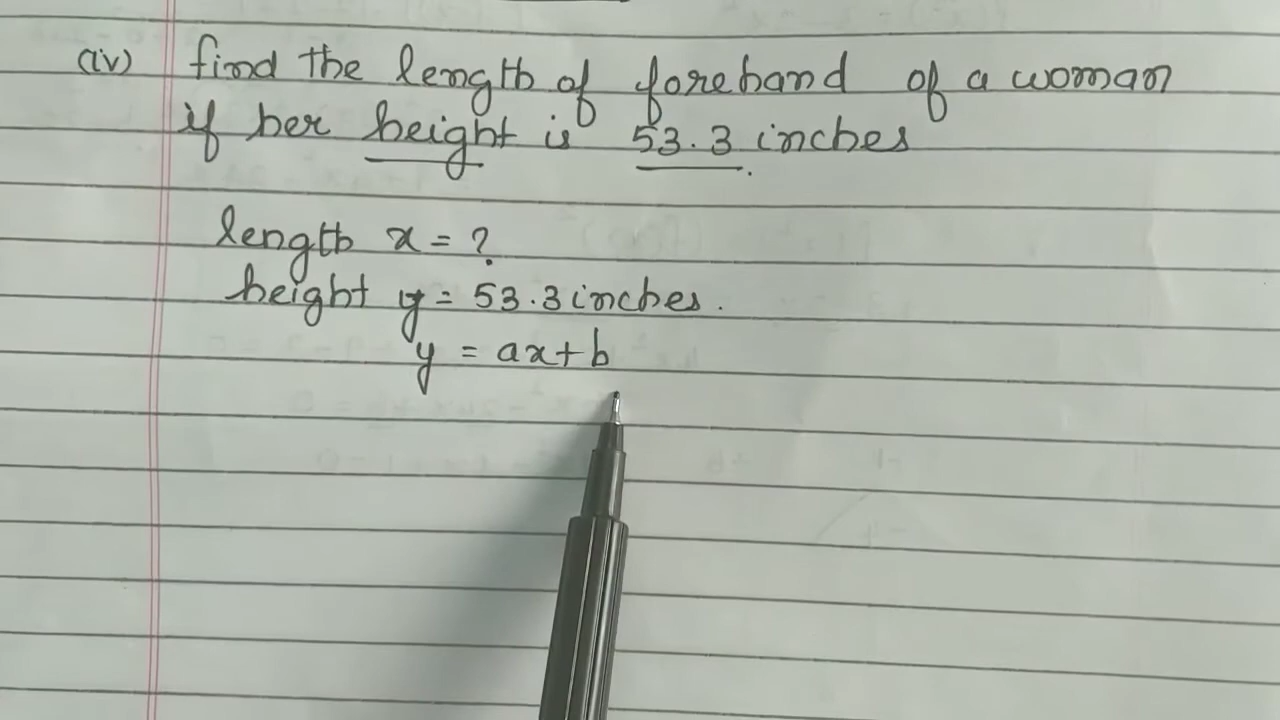 (iv) find the length of forehand of a woman
if her height is 53.3 inches.
length x = ?
height y = 53.3 inches.
y = ax + b